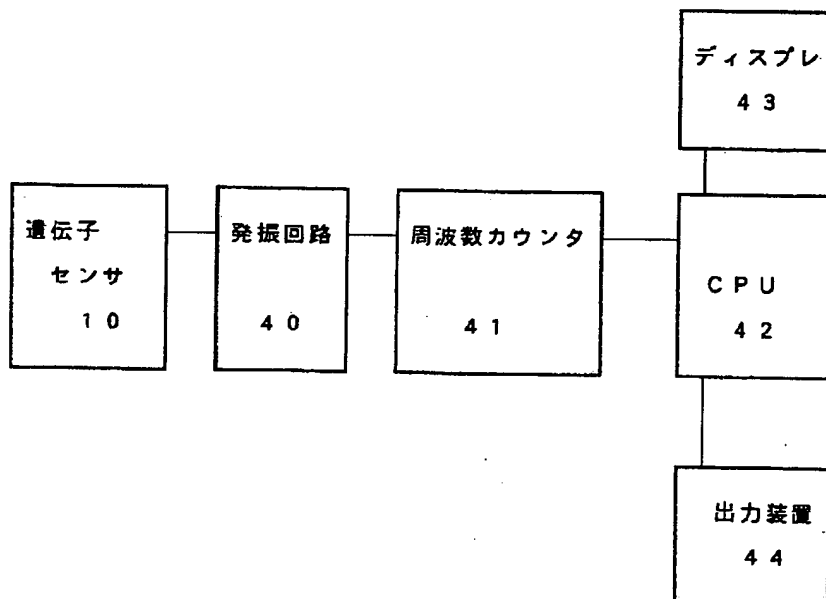 ディスプレ
43
遺伝子
センサ
10
発振回路
40
周波数カウンタ
41
CPU
42
出力装置
44